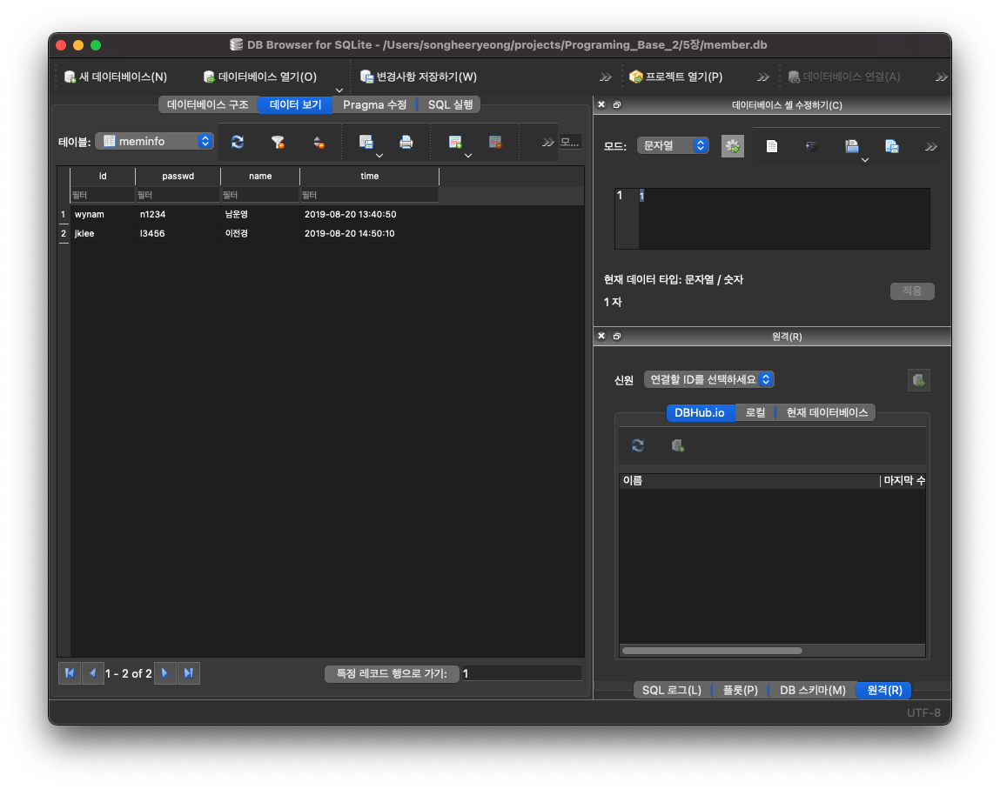 DB Browser for SQLite - /Users/songheeryeong/projects/Programing_Base_2/5장/member.db
새 데이터베이스(N) 데이터베이스 열기(O) 변경사항 저장하기(W) 프로젝트 열기(P) 데이터베이스 연결(A)
데이터베이스 구조 데이터 보기 Pragma 수정 SQL 실행
테이블: meminfo 모...
id passwd name time
필터 필터 필터 필터
1 wynam n1234 남운영 2019-08-20 13:40:50
2 jklee l3456 이전경 2019-08-20 14:50:10
1 - 2 of 2 특정 레코드 행으로 가기: 1
데이터베이스 셀 수정하기(C)
모드: 문자열
1 1
현재 데이터 타입: 문자열 / 숫자
1 자
적용
원격(R)
신원 연결할 ID를 선택하세요
DBHub.io 로컬 현재 데이터베이스
이름 마지막 수
SQL 로그(L) 플롯(P) DB 스키마(M) 원격(R)
UTF-8